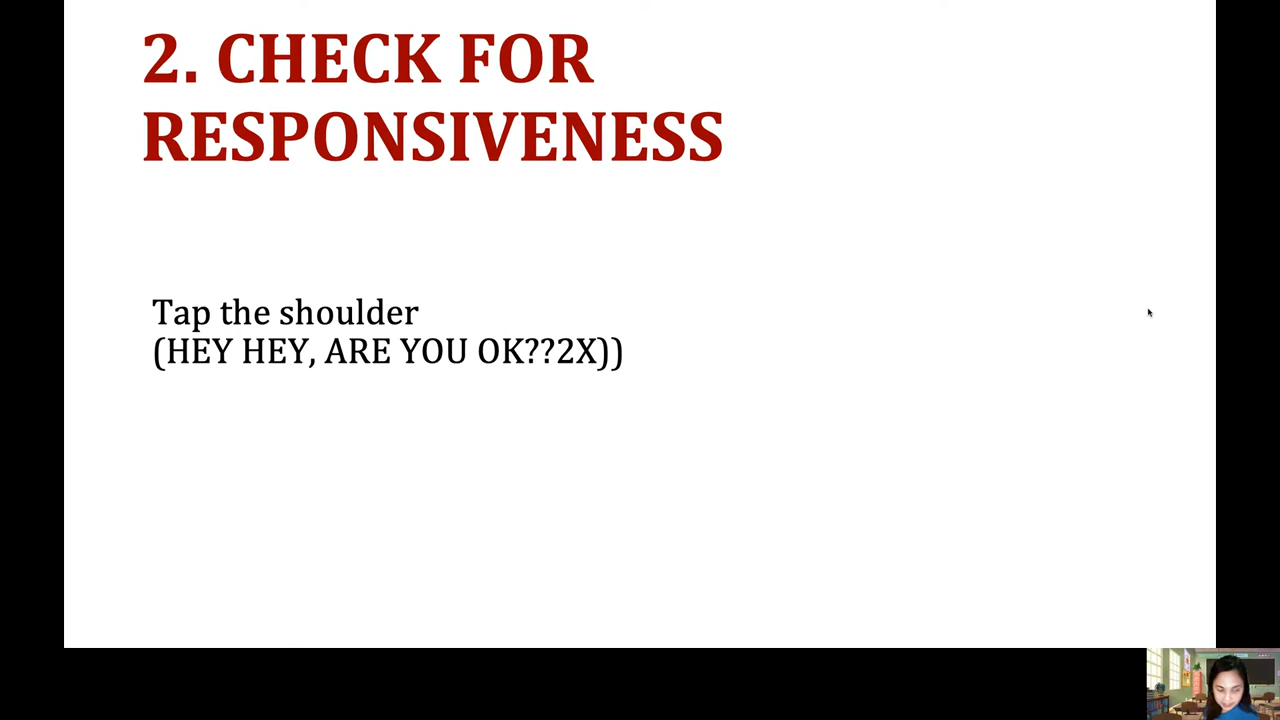 2. CHECK FOR
RESPONSIVENESS
Tap the shoulder
(HEY HEY, ARE YOU OK??2X))